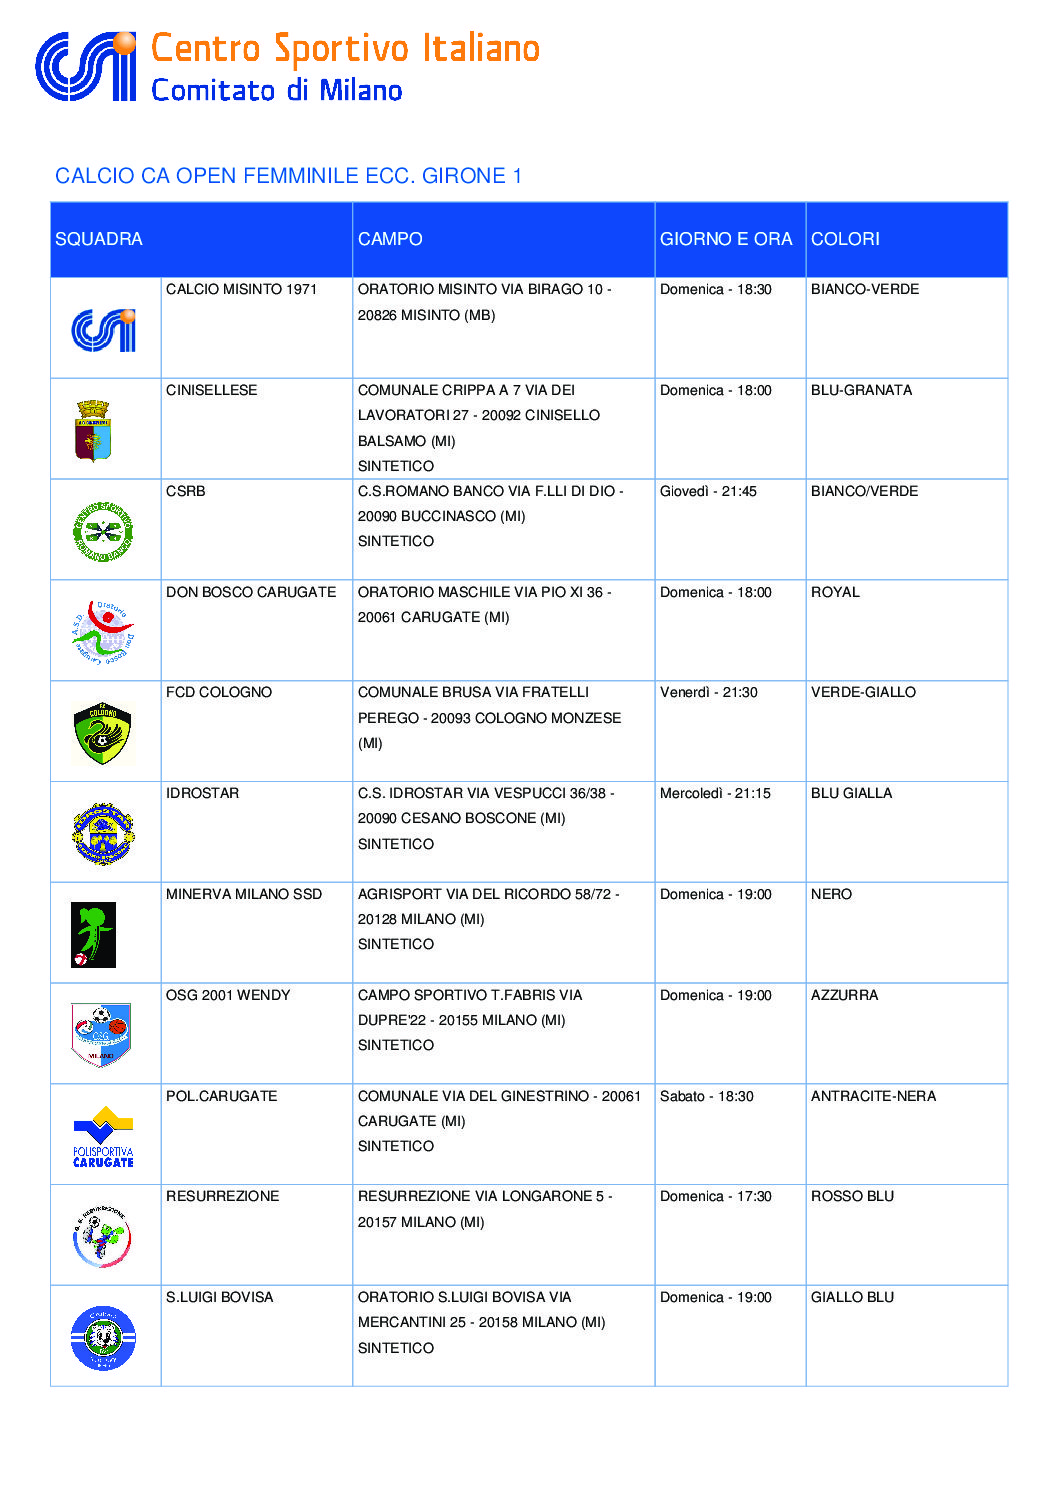 Centro Sportivo Italiano
Comitato di Milano
CALCIO CA OPEN FEMMINILE ECC. GIRONE 1
SQUADRA CAMPO GIORNO E ORA COLORI
CALCIO MISINTO 1971 ORATORIO MISINTO VIA BIRAGO 10 - Domenica - 18:30 BIANCO-VERDE
20826 MISINTO (MB)
CINISELLESE COMUNALE CRIPPA A 7 VIA DEI Domenica - 18:00 BLU-GRANATA
LAVORATORI 27 - 20092 CINISELLO
BALSAMO (MI)
SINTETICO
CSRB C.S.ROMANO BANCO VIA F.LLI DI DIO - Giovedì - 21:45 BIANCO/VERDE
20090 BUCCINASCO (MI)
SINTETICO
DON BOSCO CARUGATE ORATORIO MASCHILE VIA PIO XI 36 - Domenica - 18:00 ROYAL
20061 CARUGATE (MI)
FCD COLOGNO COMUNALE BRUSA VIA FRATELLI Venerdì - 21:30 VERDE-GIALLO
PEREGO - 20093 COLOGNO MONZESE
(MI)
IDROSTAR C.S. IDROSTAR VIA VESPUCCI 36/38 - Mercoledì - 21:15 BLU GIALLA
20090 CESANO BOSCONE (MI)
SINTETICO
MINERVA MILANO SSD AGRISPORT VIA DEL RICORDO 58/72 - Domenica - 19:00 NERO
20128 MILANO (MI)
SINTETICO
OSG 2001 WENDY CAMPO SPORTIVO T.FABRIS VIA Domenica - 19:00 AZZURRA
DUPRE'22 - 20155 MILANO (MI)
SINTETICO
MILANO
POL.CARUGATE COMUNALE VIA DEL GINESTRINO - 20061 Sabato - 18:30 ANTRACITE-NERA
CARUGATE (MI)
SINTETICO
POLISPORTIVA
CARUGATE
RESURREZIONE RESURREZIONE VIA LONGARONE 5 - Domenica - 17:30 ROSSO BLU
20157 MILANO (MI)
S.LUIGI BOVISA ORATORIO S.LUIGI BOVISA VIA Domenica - 19:00 GIALLO BLU
MERCANTINI 25 - 20158 MILANO (MI)
SINTETICO